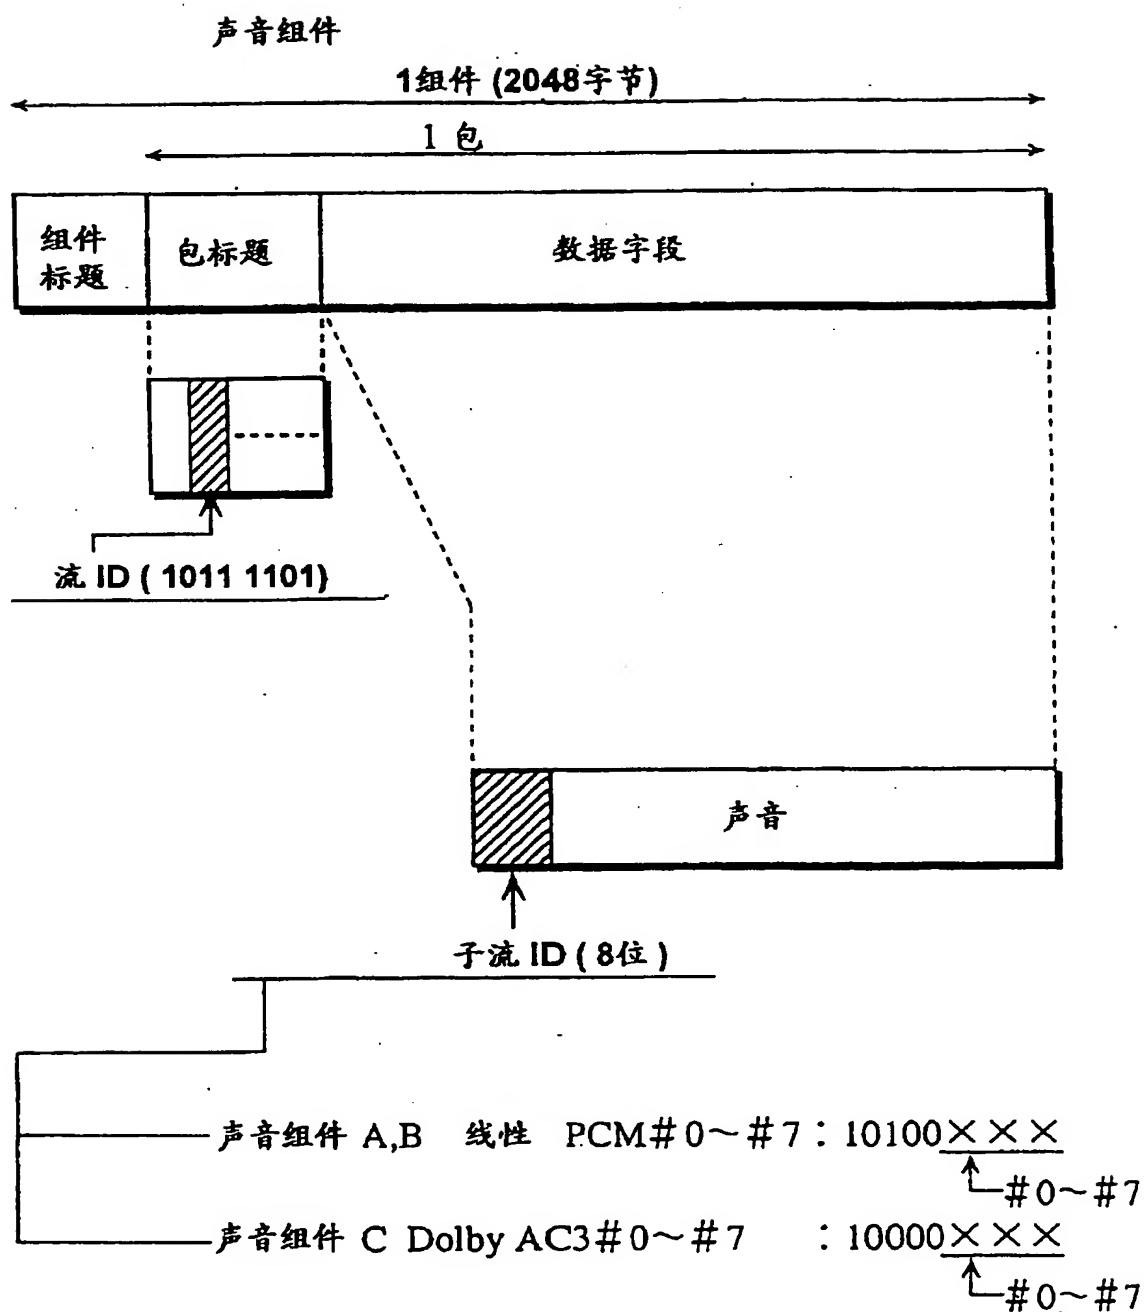 声音组件
1组件 (2048字节)
1 包
组件
标题
包标题
数据字段
流 ID ( 1011 1101)
声音
子流 ID ( 8位 )
声音组件 A,B 线性 PCM#0~#7：10100×××
#0~#7
声音组件 C Dolby AC3#0~#7 ：10000×××
#0~#7